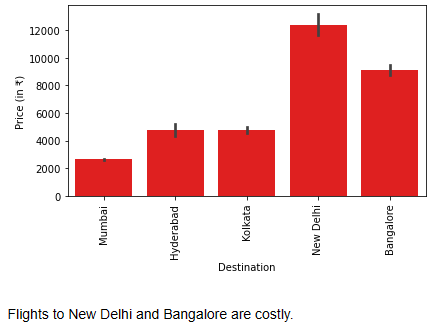 12000
10000
8000
6000
4000
2000
0
Price (in ₹)
Mumbai
Hyderabad
Kolkata
New Delhi
Bangalore
Destination
Flights to New Delhi and Bangalore are costly.